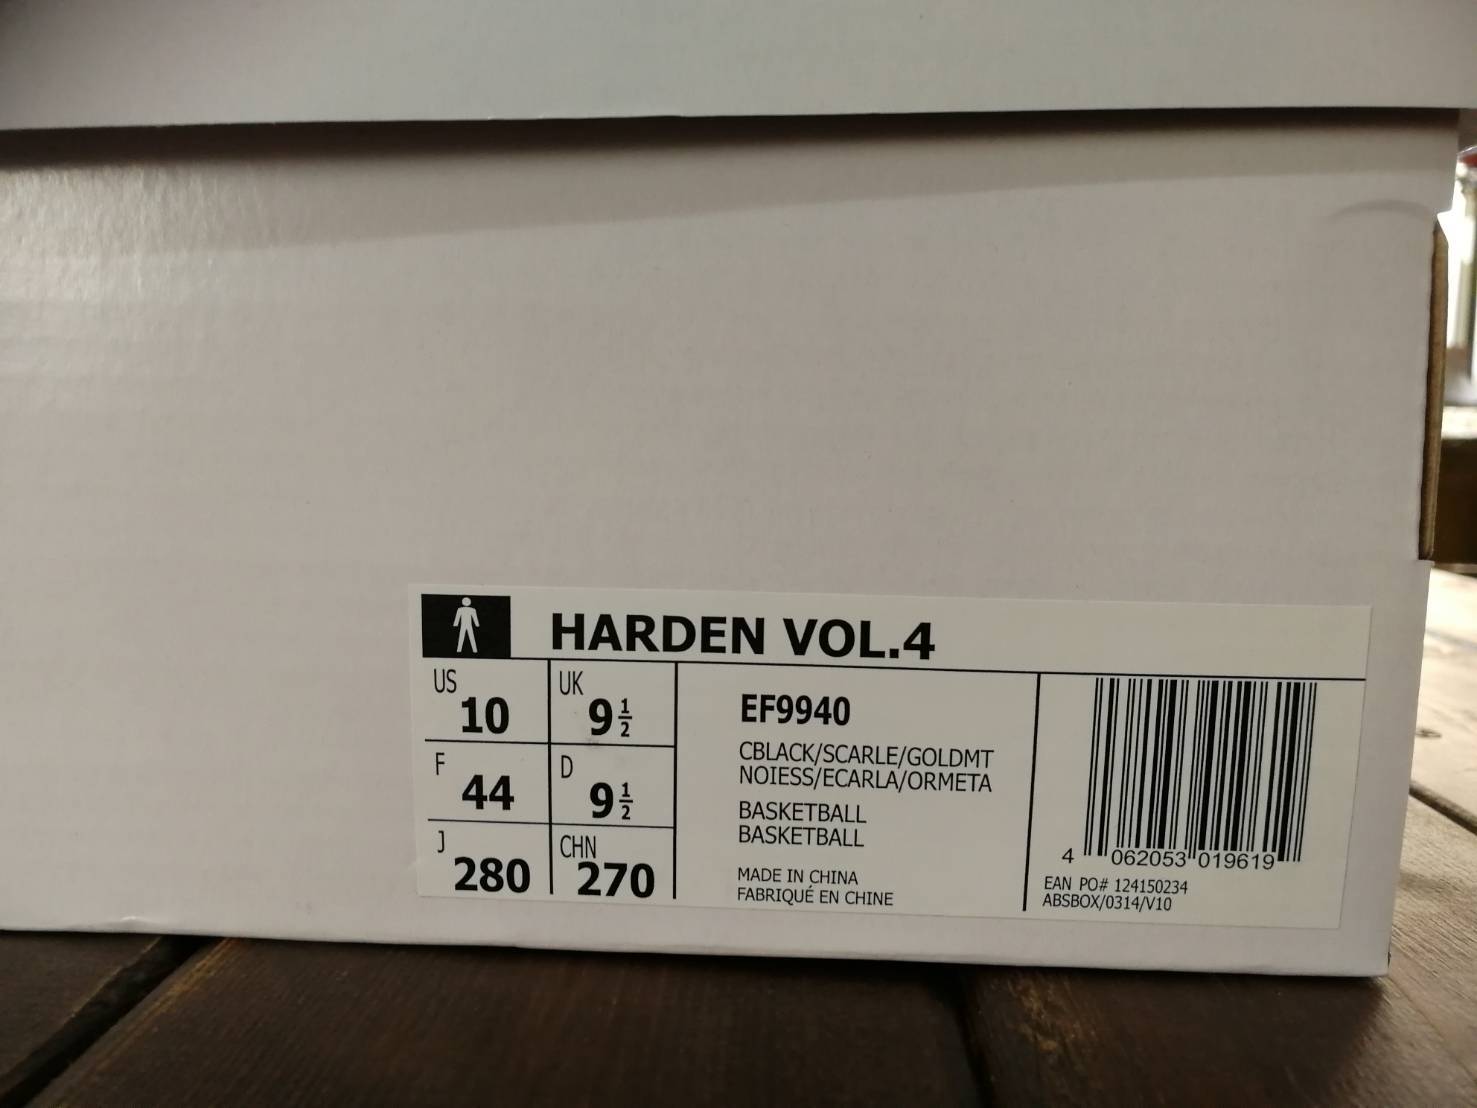 HARDEN VOL.4
US 10 UK 9 1/2
F 44 D 9 1/2
J 280 CHN 270
EF9940
CBLACK/SCARLE/GOLDMT
NOIESS/ECARLA/ORMETA
BASKETBALL
BASKETBALL
MADE IN CHINA
FABRIQUÉ EN CHINE
4 062053 019619
EAN PO# 124150234
ABSBOX/0314/V10